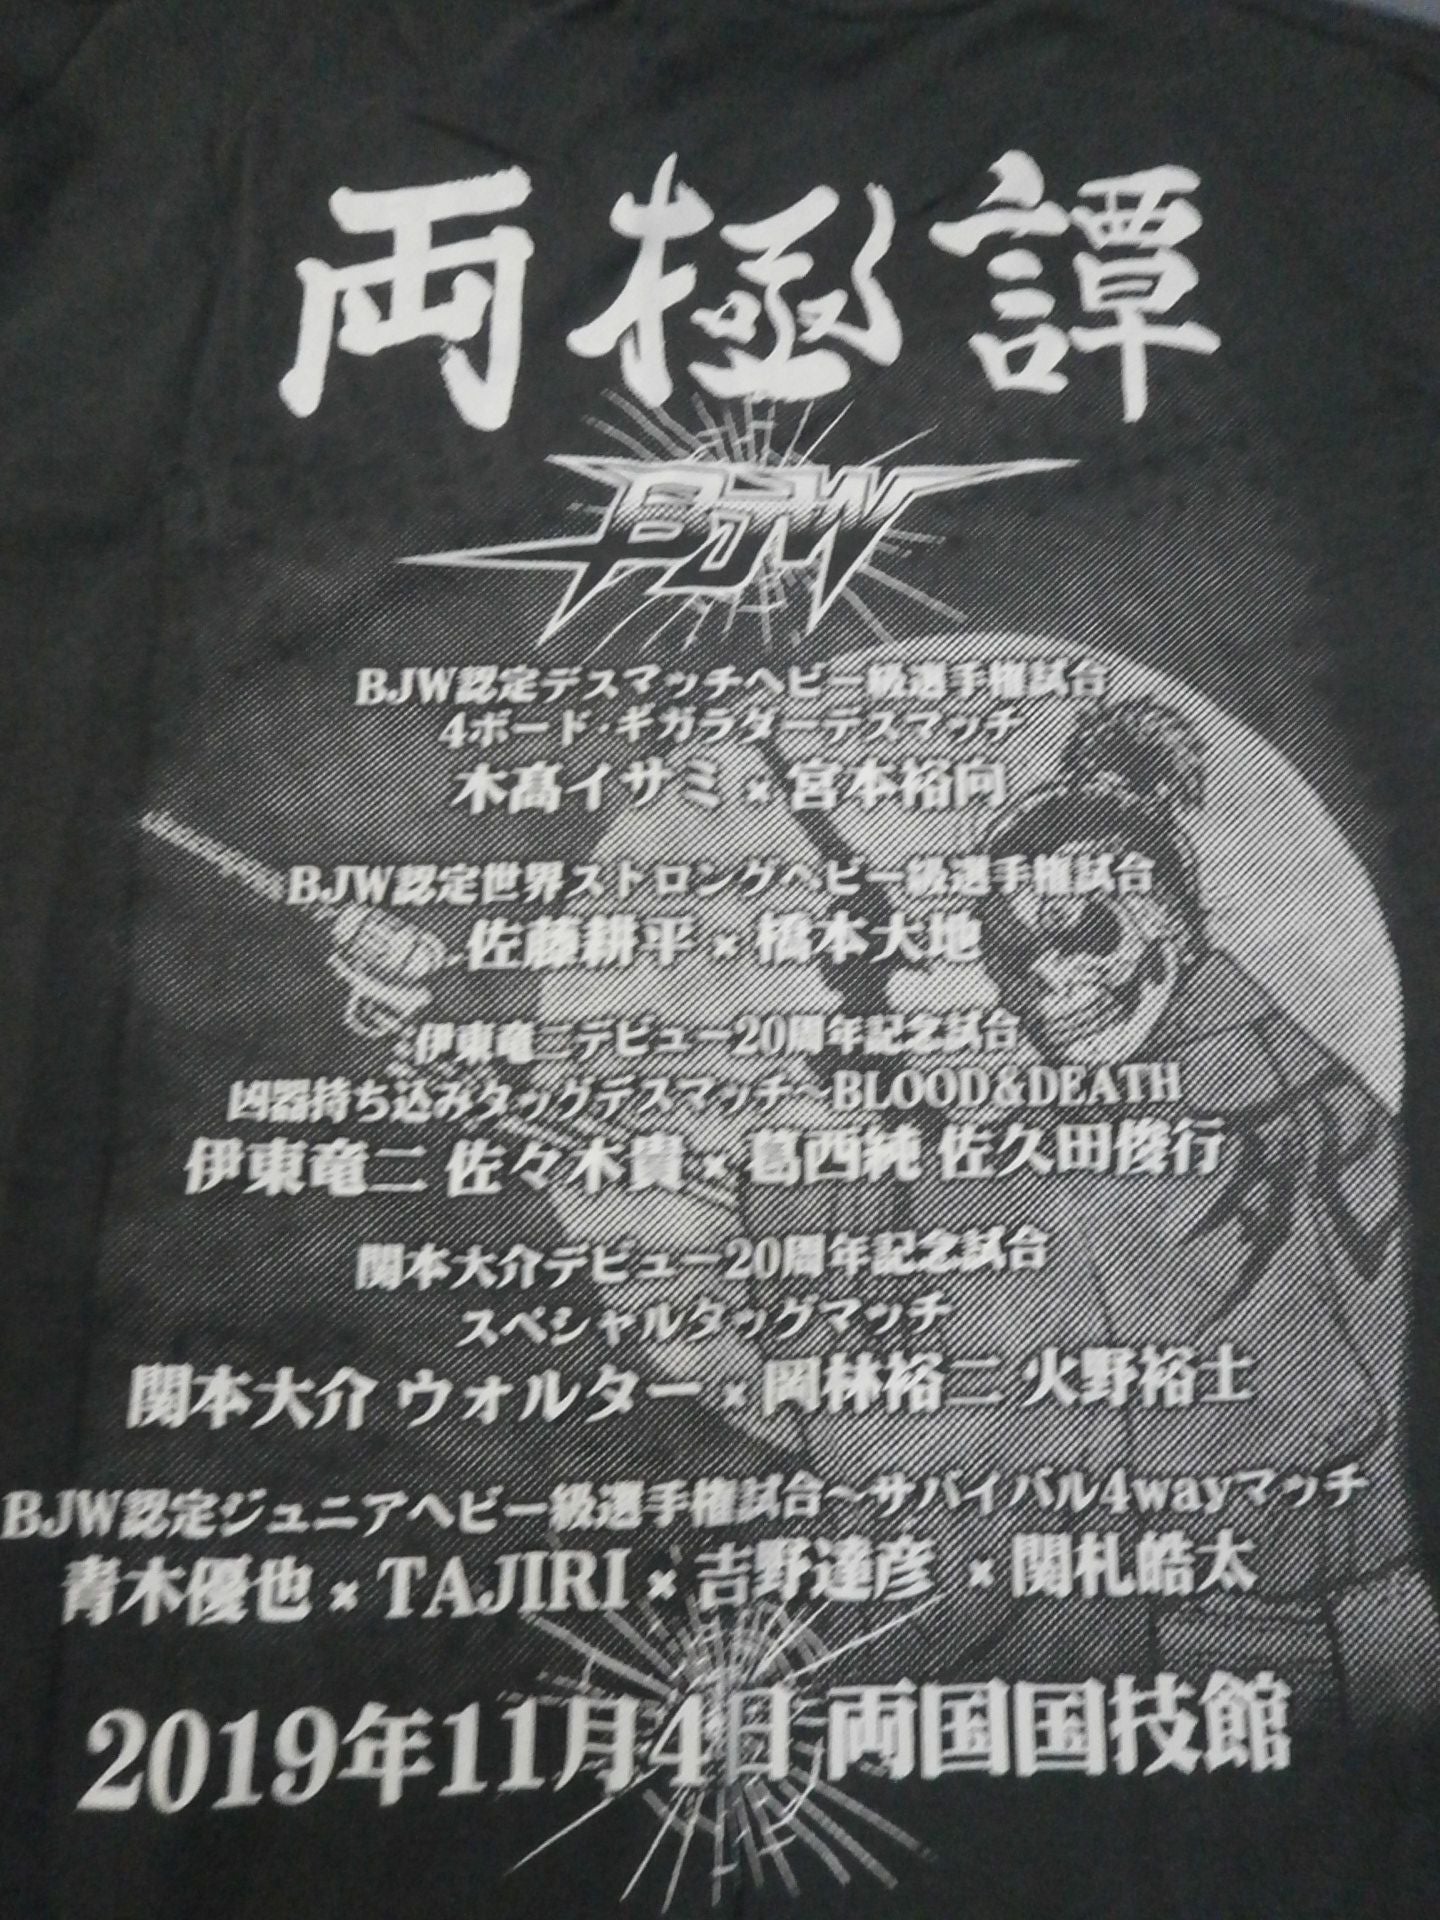 両極譚
BJW
BJW認定デスマッチヘビー級選手権試合
4ボード・ギガラダーデスマッチ
木髙イサミ×宮本裕向
BJW認定世界ストロングヘビー級選手権試合
佐藤耕平×橋本大地
伊東竜二デビュー20周年記念試合
凶器持ち込みタッグデスマッチ～BLOOD&DEATH
伊東竜二 佐々木貴×葛西純 佐久田俊行
関本大介デビュー20周年記念試合
スペシャルタッグマッチ
関本大介 ウォルター×岡林裕二 火野裕士
BJW認定ジュニアヘビー級選手権試合～サバイバル4wayマッチ
青木優也×TAJIRI×吉野達彦×関札皓太
2019年11月4日 両国国技館